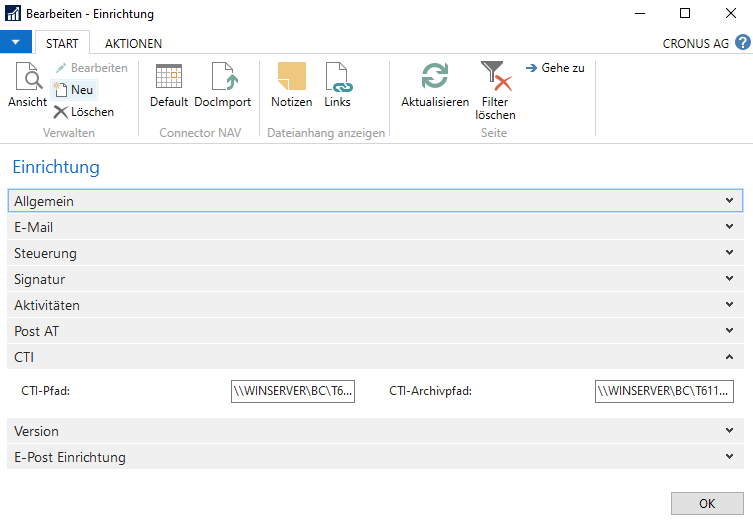 Bearbeiten - Einrichtung
START AKTIONEN CRONUS AG ?
Ansicht
Bearbeiten
Neu
Löschen
Verwalten
Default DocImport
Connector NAV
Notizen Links
Dateianhang anzeigen
Aktualisieren Filter
löschen
Gehe zu
Seite
Einrichtung
Allgemein
E-Mail
Steuerung
Signatur
Aktivitäten
Post AT
CTI
CTI-Pfad: \\WINSERVER\BC\T6... CTI-Archivpfad: \\WINSERVER\BC\T611...
Version
E-Post Einrichtung
OK